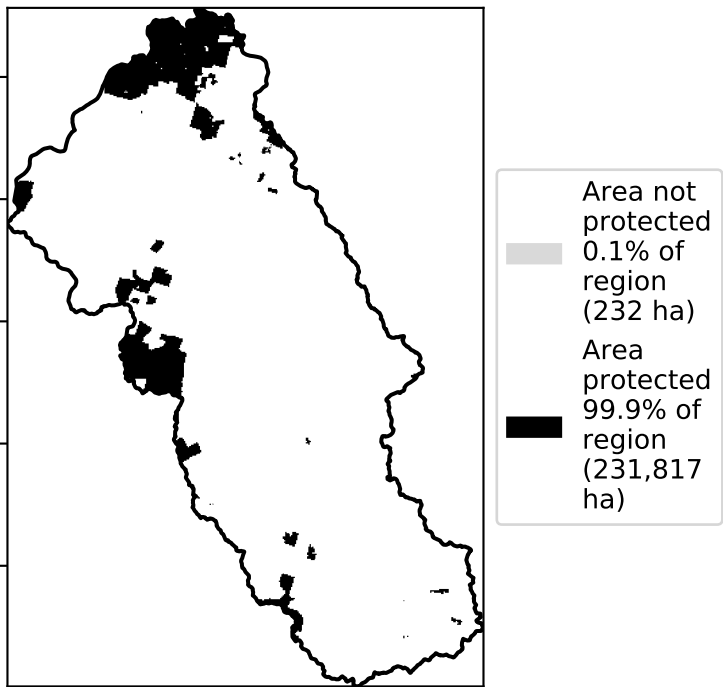 Area not
protected
0.1% of
region
(232 ha)
Area
protected
99.9% of
region
(231,817
ha)